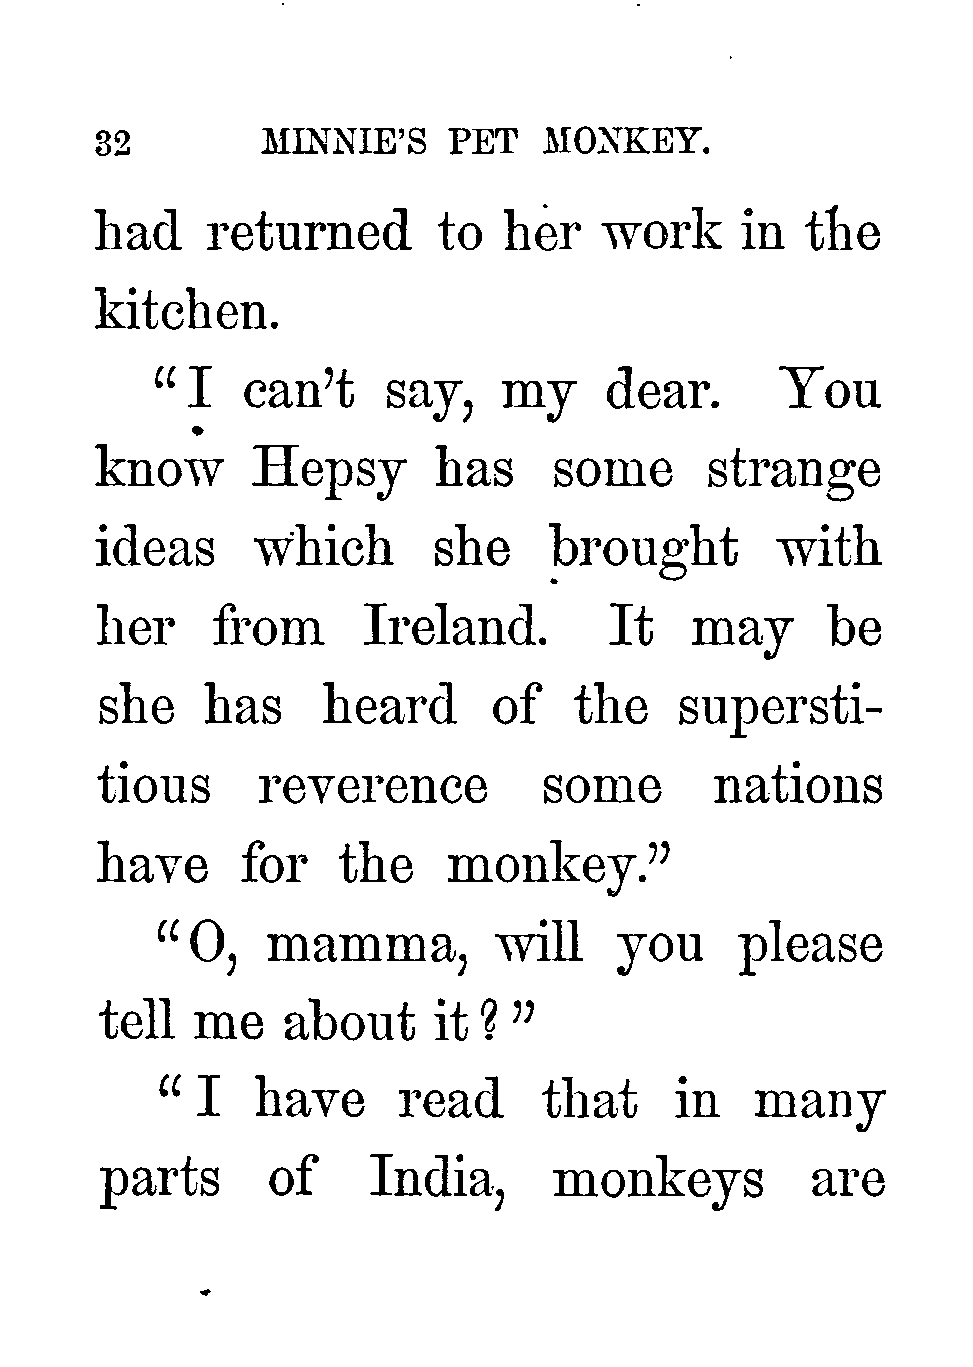 32 MINNIE'S PET MONKEY.
had returned to her work in the
kitchen.
"I can't say, my dear. You
know Hepsy has some strange
ideas which she brought with
her from Ireland. It may be
she has heard of the supersti-
tious reverence some nations
have for the monkey."
"O, mamma, will you please
tell me about it?"
"I have read that in many
parts of India, monkeys are